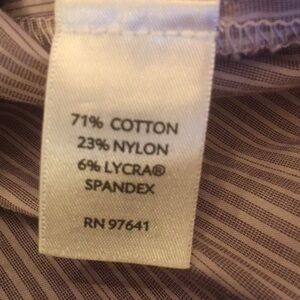 71% COTTON
23% NYLON
6% LYCRA®
SPANDEX
RN 97641